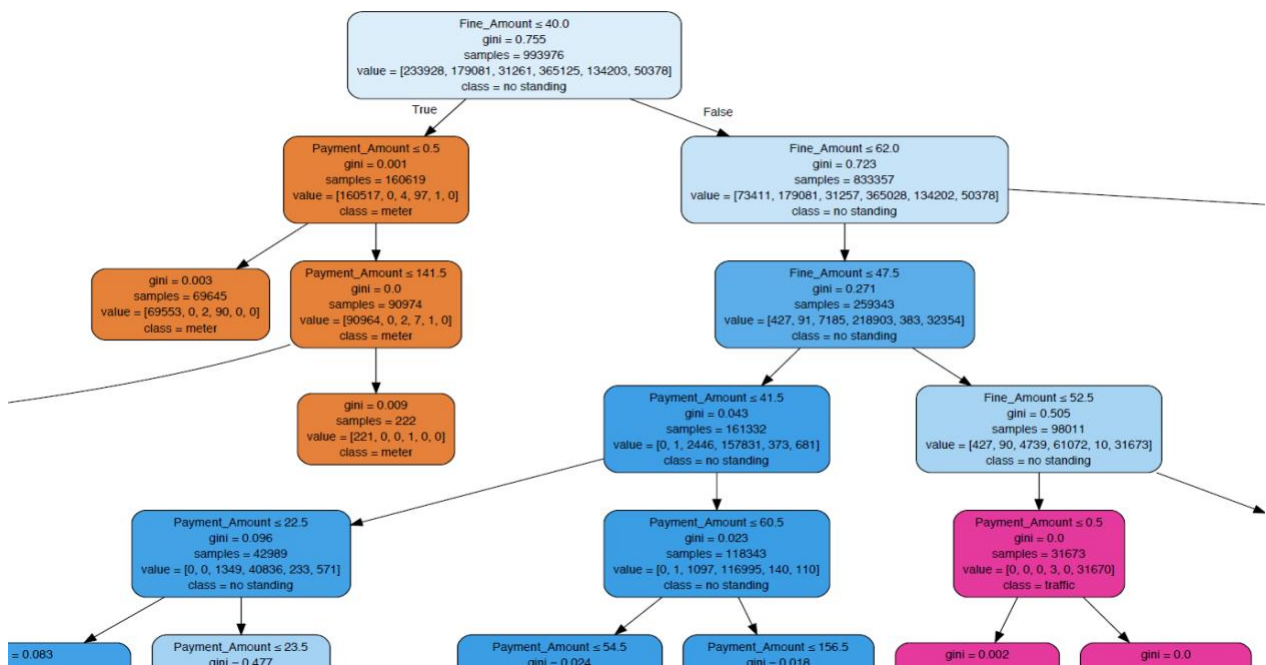 Fine_Amount ≤ 40.0
gini = 0.755
samples = 993976
value = [233928, 179081, 31261, 365125, 134203, 50378]
class = no standing
True
False
Payment_Amount ≤ 0.5
gini = 0.001
samples = 160619
value = [160517, 0, 4, 97, 1, 0]
class = meter
Fine_Amount ≤ 62.0
gini = 0.723
samples = 833357
value = [73411, 179081, 31257, 365028, 134202, 50378]
class = no standing
gini = 0.003
samples = 69645
value = [69553, 0, 2, 90, 0, 0]
class = meter
Payment_Amount ≤ 141.5
gini = 0.0
samples = 90974
value = [90964, 0, 2, 7, 1, 0]
class = meter
Fine_Amount ≤ 47.5
gini = 0.271
samples = 259343
value = [427, 91, 7185, 218903, 383, 32354]
class = no standing
gini = 0.009
samples = 222
value = [221, 0, 0, 1, 0, 0]
class = meter
Payment_Amount ≤ 41.5
gini = 0.043
samples = 161332
value = [0, 1, 2446, 157831, 373, 681]
class = no standing
Fine_Amount ≤ 52.5
gini = 0.505
samples = 98011
value = [427, 90, 4739, 61072, 10, 31673]
class = no standing
Payment_Amount ≤ 22.5
gini = 0.096
samples = 42989
value = [0, 0, 1349, 40836, 233, 571]
class = no standing
Payment_Amount ≤ 60.5
gini = 0.023
samples = 118343
value = [0, 1, 1097, 116995, 140, 110]
class = no standing
Payment_Amount ≤ 0.5
gini = 0.0
samples = 31673
value = [0, 0, 0, 3, 0, 31670]
class = traffic
= 0.083
Payment_Amount ≤ 23.5
gini = 0.477
Payment_Amount ≤ 54.5
gini = 0.024
Payment_Amount ≤ 156.5
gini = 0.018
gini = 0.002
gini = 0.0